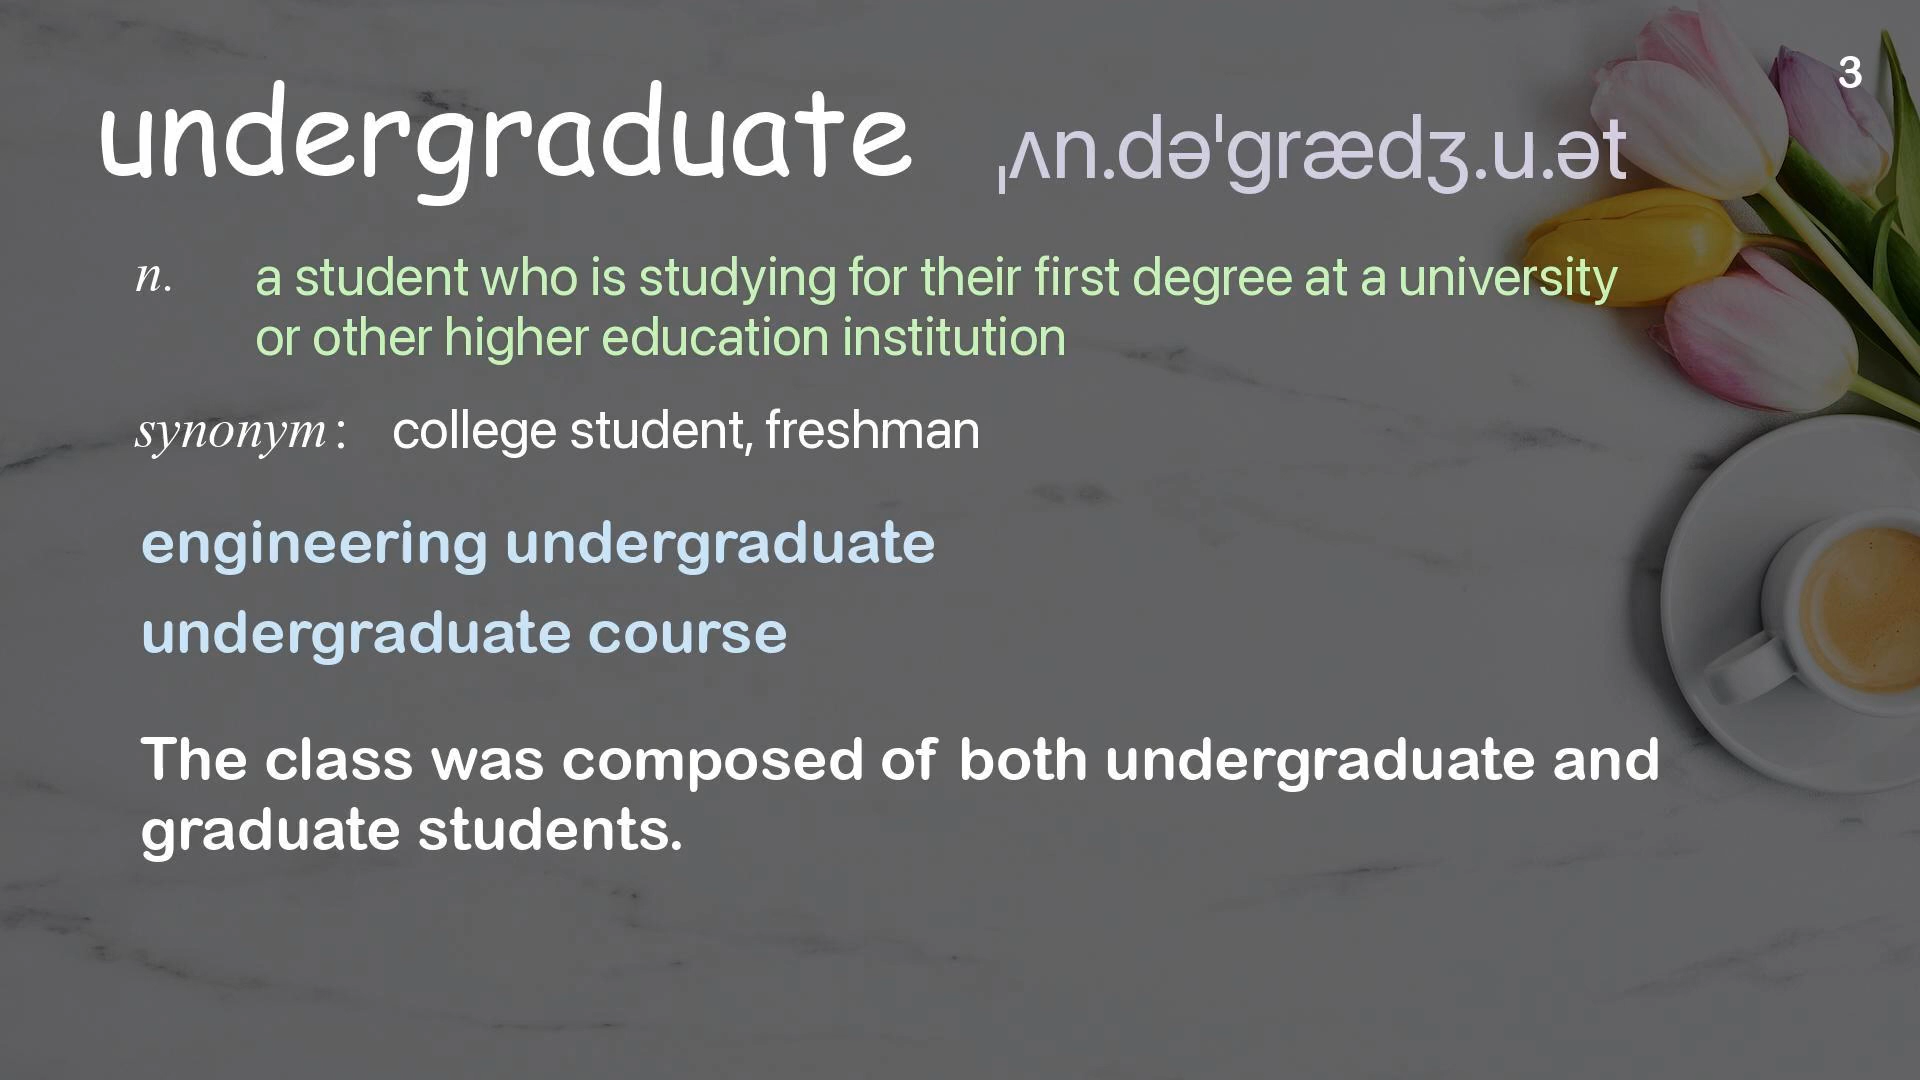 3
undergraduate ˌʌn.dəˈɡrædʒ.u.ət
n. a student who is studying for their first degree at a university
or other higher education institution
synonym: college student, freshman
engineering undergraduate
undergraduate course
The class was composed of both undergraduate and
graduate students.